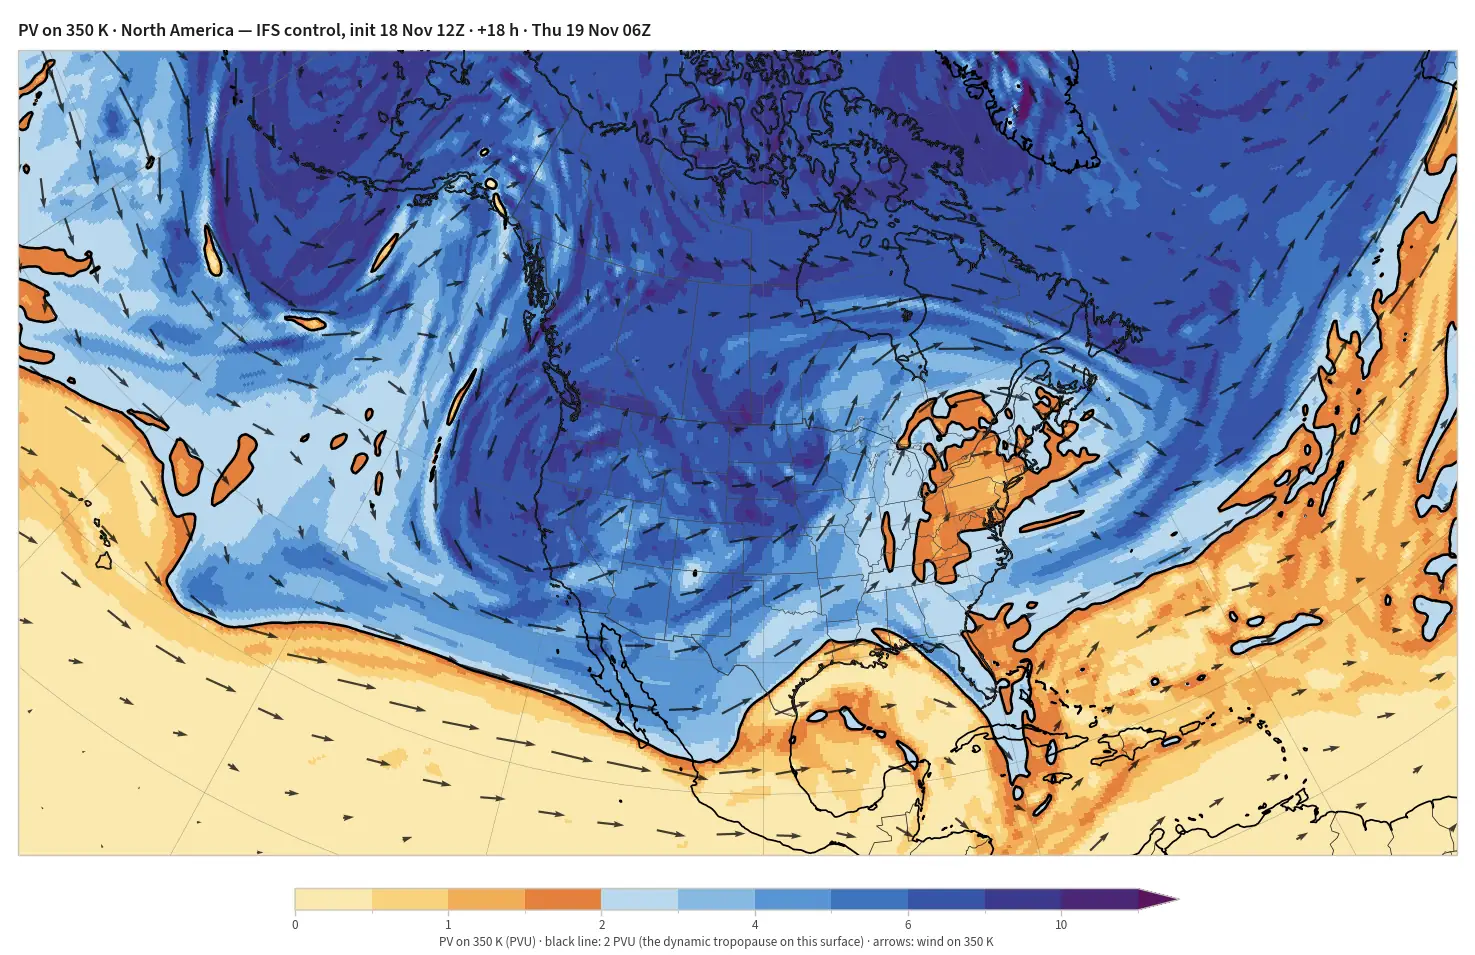 PV on 350 K · North America — IFS control, init 18 Nov 12Z · +18 h · Thu 19 Nov 06Z
0 1 2 4 6 10
PV on 350 K (PVU) · black line: 2 PVU (the dynamic tropopause on this surface) · arrows: wind on 350 K